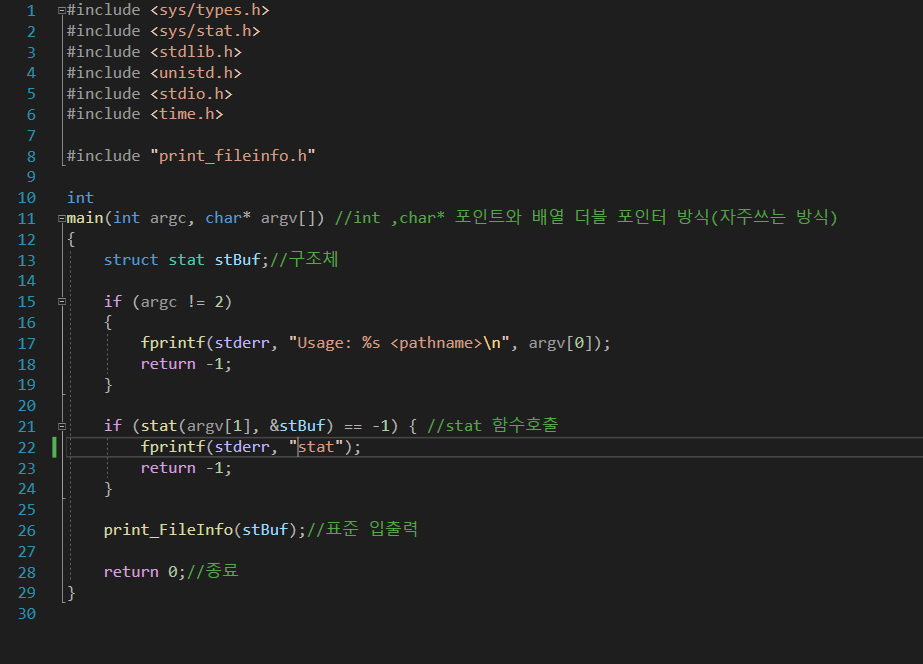 1 #include <sys/types.h>
2 #include <sys/stat.h>
3 #include <stdlib.h>
4 #include <unistd.h>
5 #include <stdio.h>
6 #include <time.h>
7
8 #include "print_fileinfo.h"
9
10 int
11 main(int argc, char* argv[]) //int ,char* 포인트와 배열 더블 포인터 방식(자주쓰는 방식)
12 {
13     struct stat stBuf;//구조체
14
15     if (argc != 2)
16     {
17         fprintf(stderr, "Usage: %s <pathname>\n", argv[0]);
18         return -1;
19     }
20
21     if (stat(argv[1], &stBuf) == -1) { //stat 함수호출
22         fprintf(stderr, "stat");
23         return -1;
24     }
25
26     print_FileInfo(stBuf);//표준 입출력
27
28     return 0;//종료
29 }
30